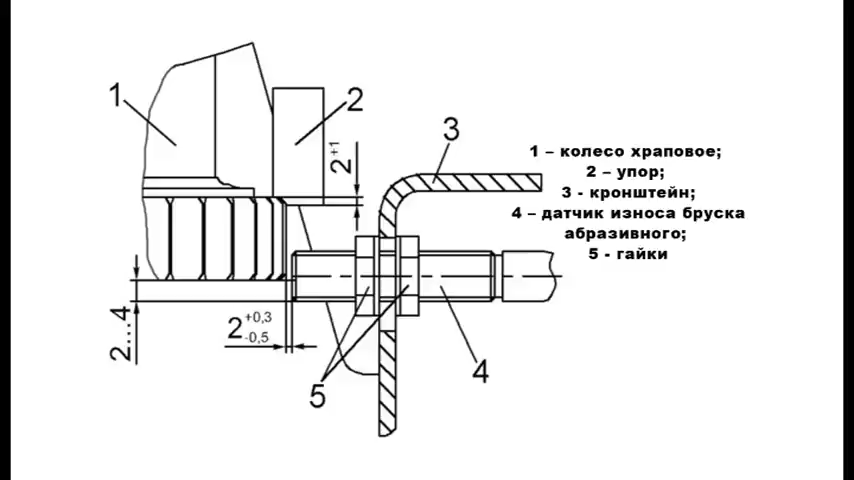 1
2
3
2 +1
2...4
2 +0,3 -0,5
5
4
1 – колесо храповое;
2 – упор;
3 - кронштейн;
4 – датчик износа бруска
абразивного;
5 - гайки